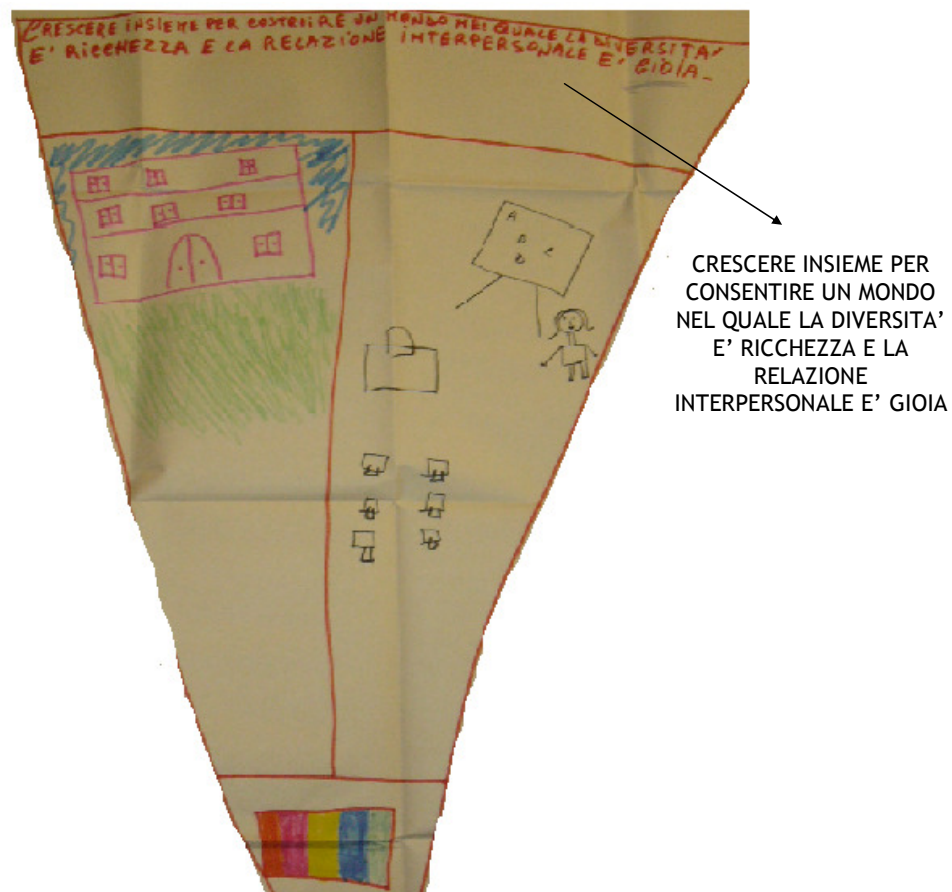 CRESCERE INSIEME PER COSTRUIRE UN MONDO NEL QUALE LA DIVERSITA'
E' RICCHEZZA E LA RELAZIONE INTERPERSONALE E' GIOIA-
A
B C
D
CRESCERE INSIEME PER
CONSENTIRE UN MONDO
NEL QUALE LA DIVERSITA'
E' RICCHEZZA E LA
RELAZIONE
INTERPERSONALE E' GIOIA